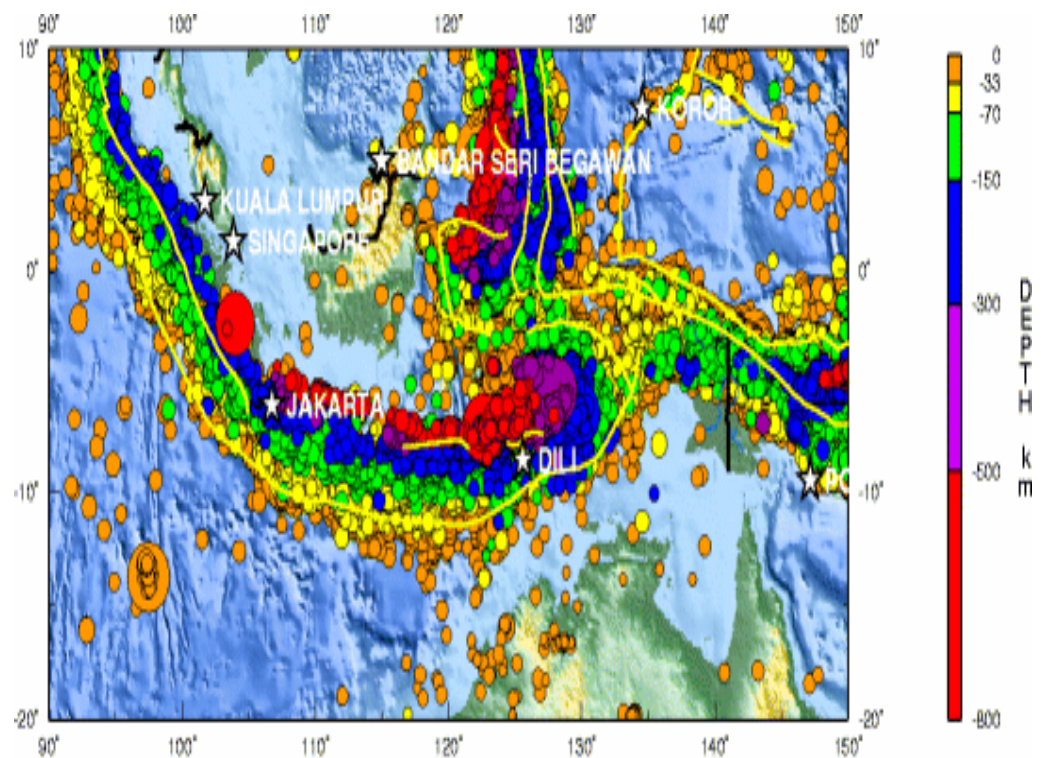 90° 100° 110° 120° 130° 140° 150°
10° 10° 0
-33
-70
KOROR
BANDAR SERI BEGAWAN
-150
KUALA LUMPUR
SINGAPORE
0° 0°
-300
DEPTH km
JAKARTA
DILI
-500
-10° -10°
PO
-20° -20° -800
90° 100° 110° 120° 130° 140° 150°